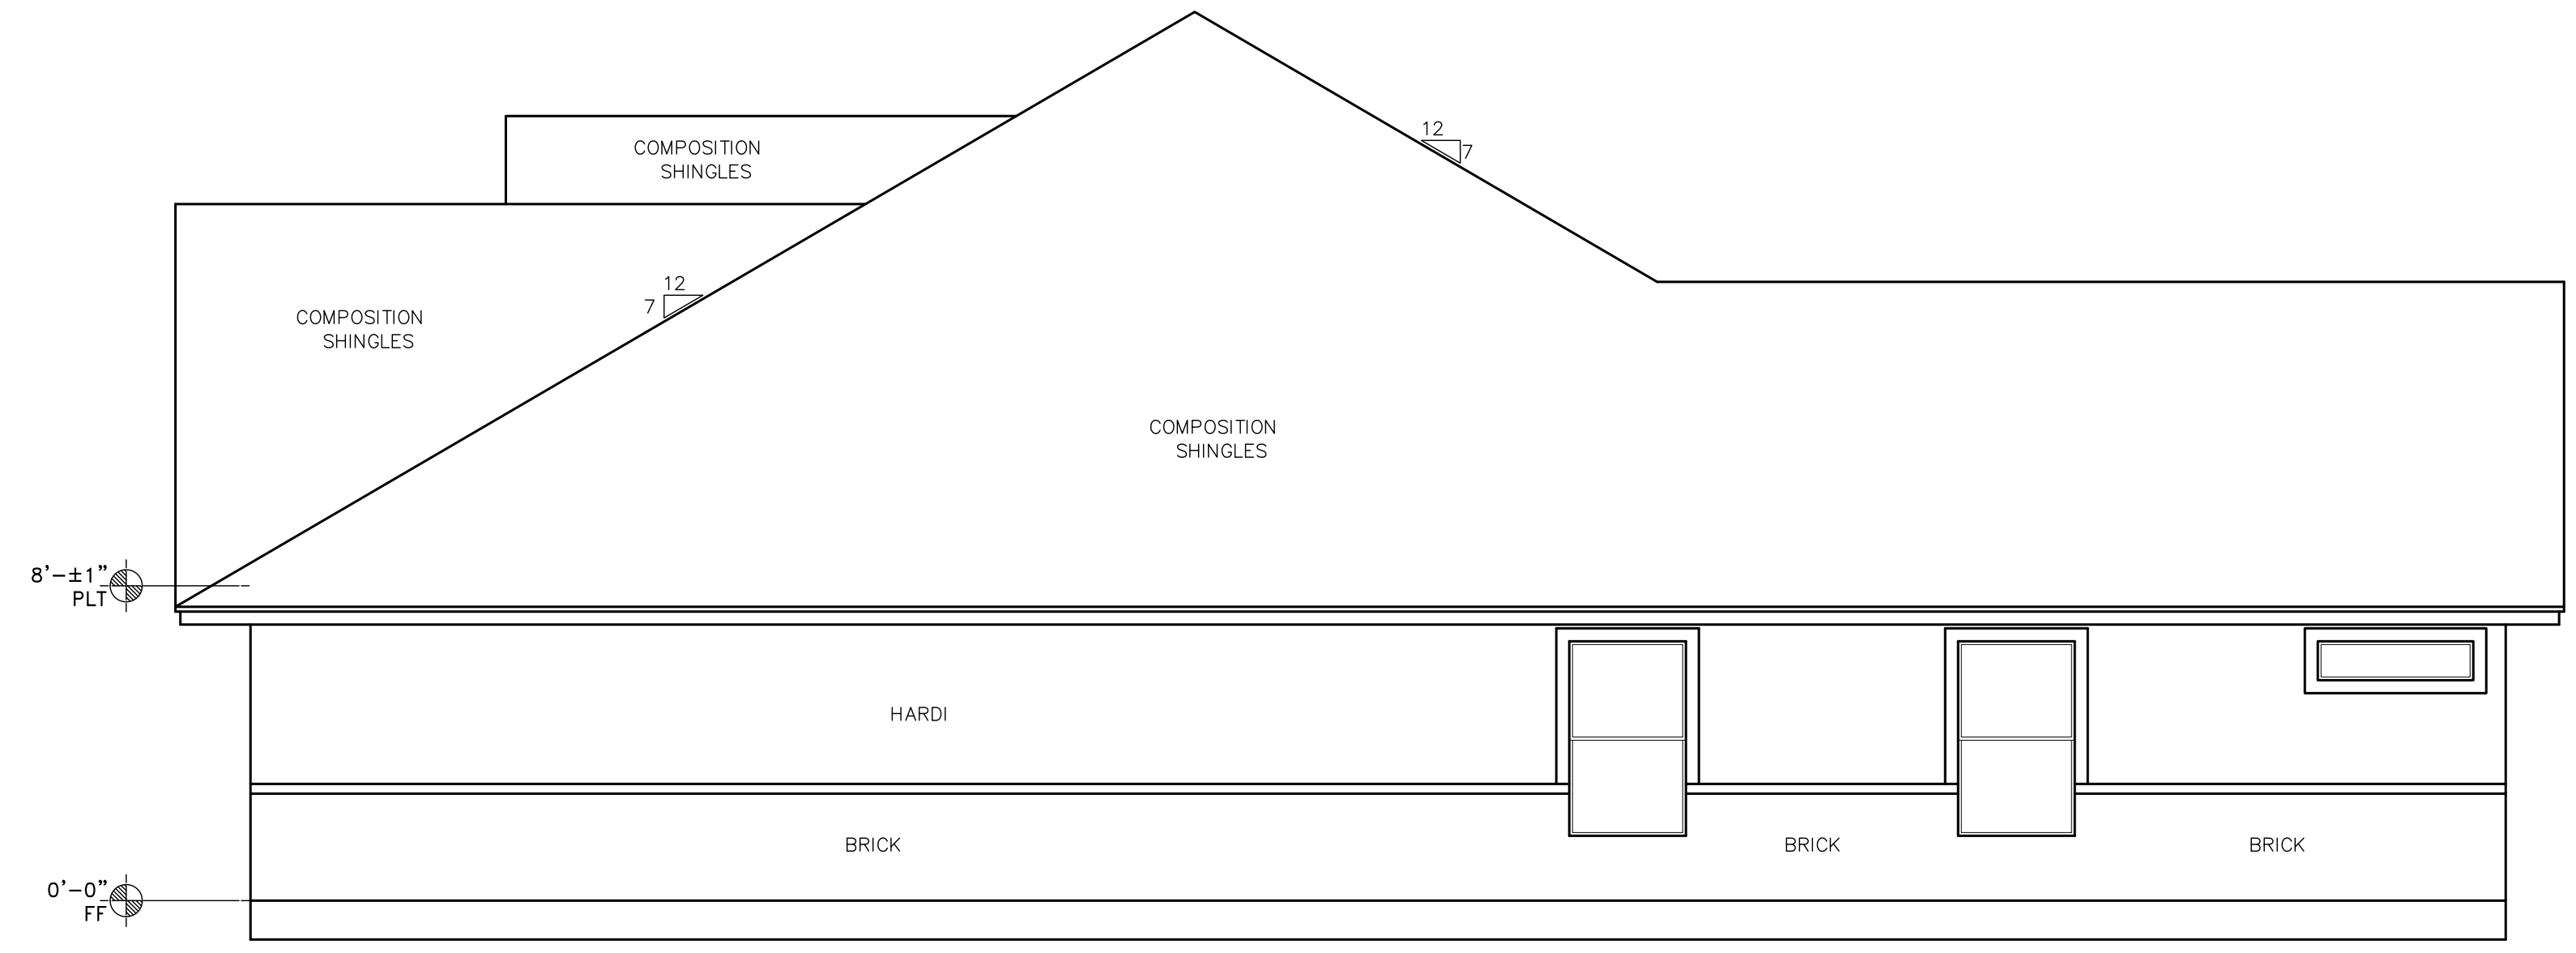 12
7
COMPOSITION
SHINGLES
12
7
COMPOSITION
SHINGLES
COMPOSITION
SHINGLES
8'-±1"
PLT
HARDI
BRICK
BRICK
BRICK
0'-0"
FF